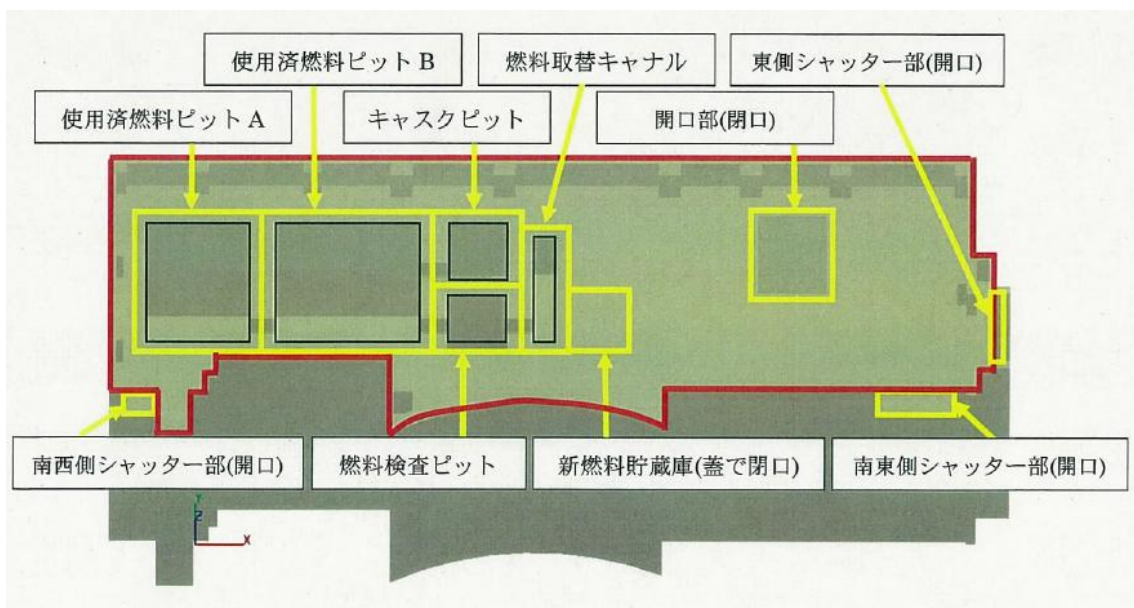 使用済燃料ピット B
燃料取替キャナル
東側シャッター部(開口)
使用済燃料ピット A
キャスクピット
開口部(閉口)
南西側シャッター部(開口)
燃料検査ピット
新燃料貯蔵庫(蓋で閉口)
南東側シャッター部(開口)
Y
Z
X